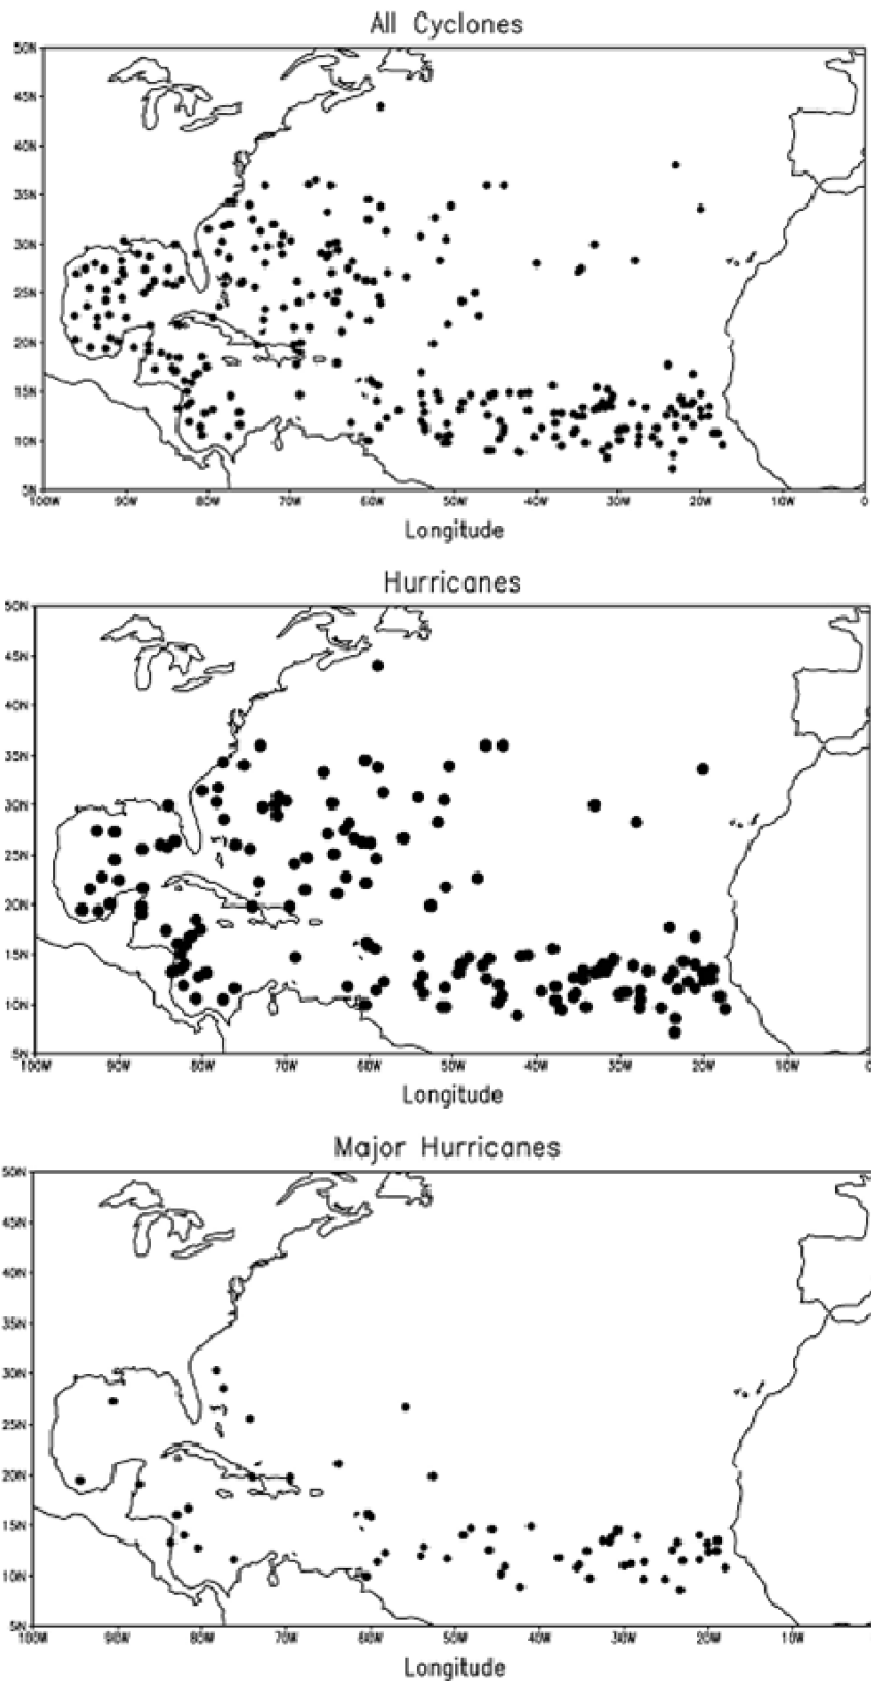 All Cyclones
50N
45N
40N
35N
30N
25N
20N
15N
10N
5N
100W 90W 80W 70W 60W 50W 40W 30W 20W 10W 0
Longitude
Hurricanes
50N
45N
40N
35N
30N
25N
20N
15N
10N
5N
100W 90W 80W 70W 60W 50W 40W 30W 20W 10W 0
Longitude
Major Hurricanes
50N
45N
40N
35N
30N
25N
20N
15N
10N
5N
100W 90W 80W 70W 60W 50W 40W 30W 20W 10W
Longitude